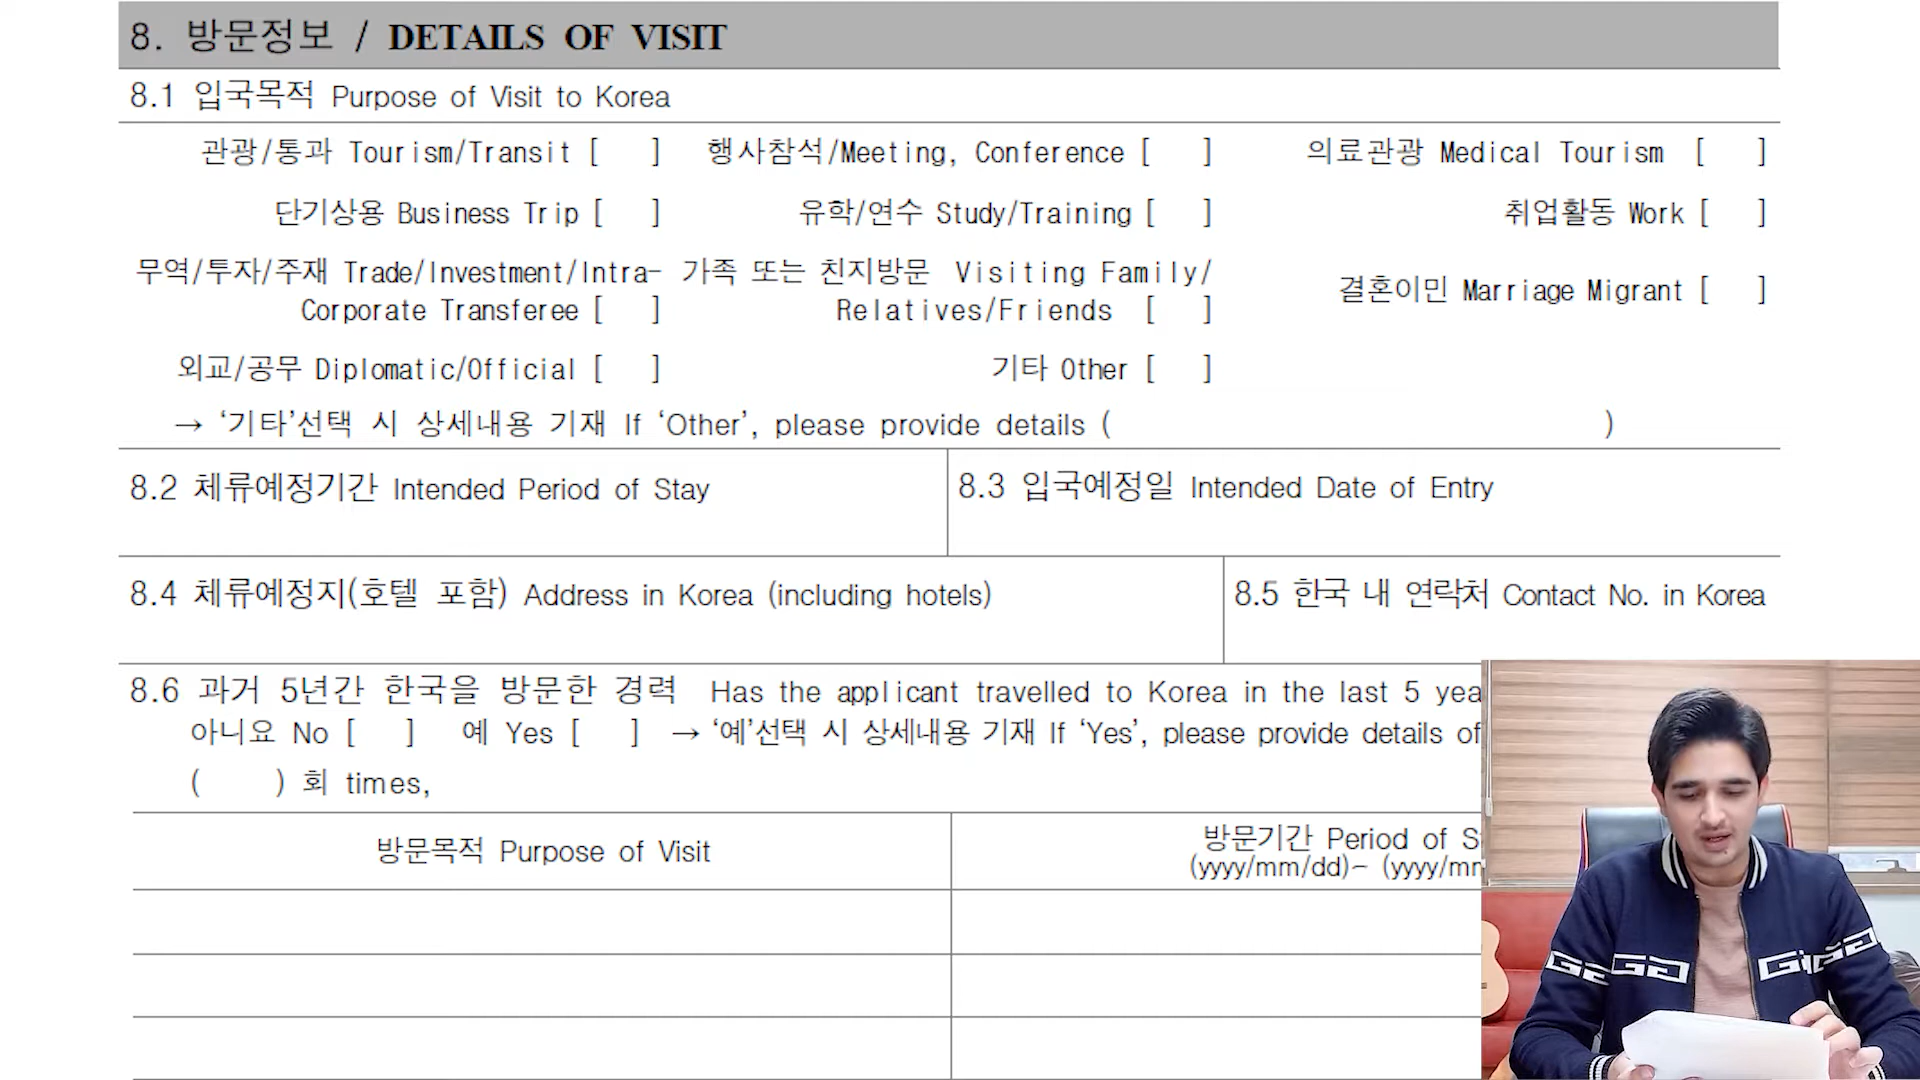 8. 방문정보 / DETAILS OF VISIT
8.1 입국목적 Purpose of Visit to Korea
관광/통과 Tourism/Transit [ ] 행사참석/Meeting, Conference [ ] 의료관광 Medical Tourism [ ]
단기상용 Business Trip [ ] 유학/연수 Study/Training [ ] 취업활동 Work [ ]
무역/투자/주재 Trade/Investment/Intra-
Corporate Transferee [ ]
가족 또는 친지방문 Visiting Family/
Relatives/Friends [ ]
결혼이민 Marriage Migrant [ ]
외교/공무 Diplomatic/Official [ ] 기타 Other [ ]
→ ‘기타’선택 시 상세내용 기재 If ‘Other’, please provide details ( )
8.2 체류예정기간 Intended Period of Stay
8.3 입국예정일 Intended Date of Entry
8.4 체류예정지(호텔 포함) Address in Korea (including hotels)
8.5 한국 내 연락처 Contact No. in Korea
8.6 과거 5년간 한국을 방문한 경력 Has the applicant travelled to Korea in the last 5
아니요 No [ ] 예 Yes [ ] → ‘예’선택 시 상세내용 기재 If ‘Yes’, please provide details of
( ) 회 times,
방문목적 Purpose of Visit
방문기간 Period of
(yyyy/mm/dd)- (yyyy/
GG GG GiGG